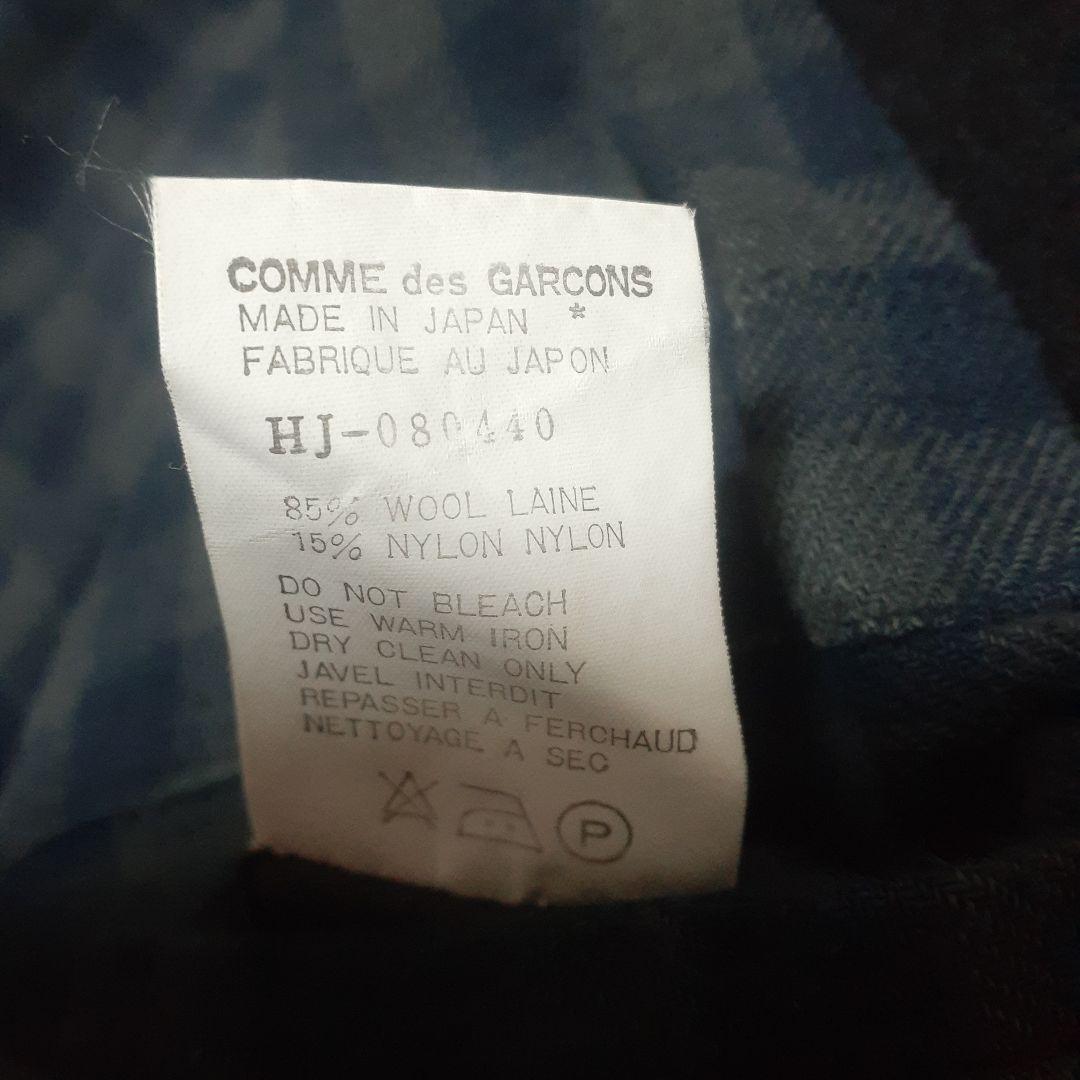 COMME des GARCONS
MADE IN JAPAN *
FABRIQUE AU JAPON
HJ-080440
85% WOOL LAINE
15% NYLON NYLON
DO NOT BLEACH
USE WARM IRON
DRY CLEAN ONLY
JAVEL INTERDIT
REPASSER A FERCHAUD
NETTOYAGE A SEC
P